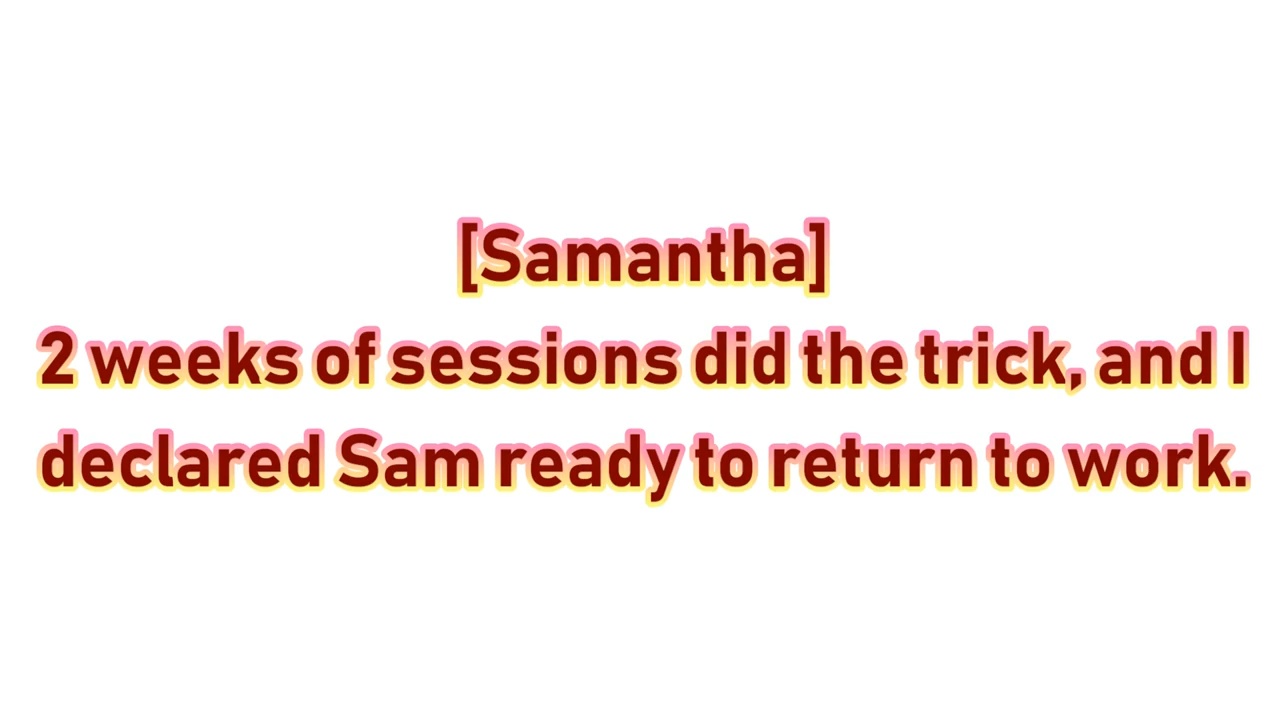 [Samantha]
2 weeks of sessions did the trick, and I
declared Sam ready to return to work.